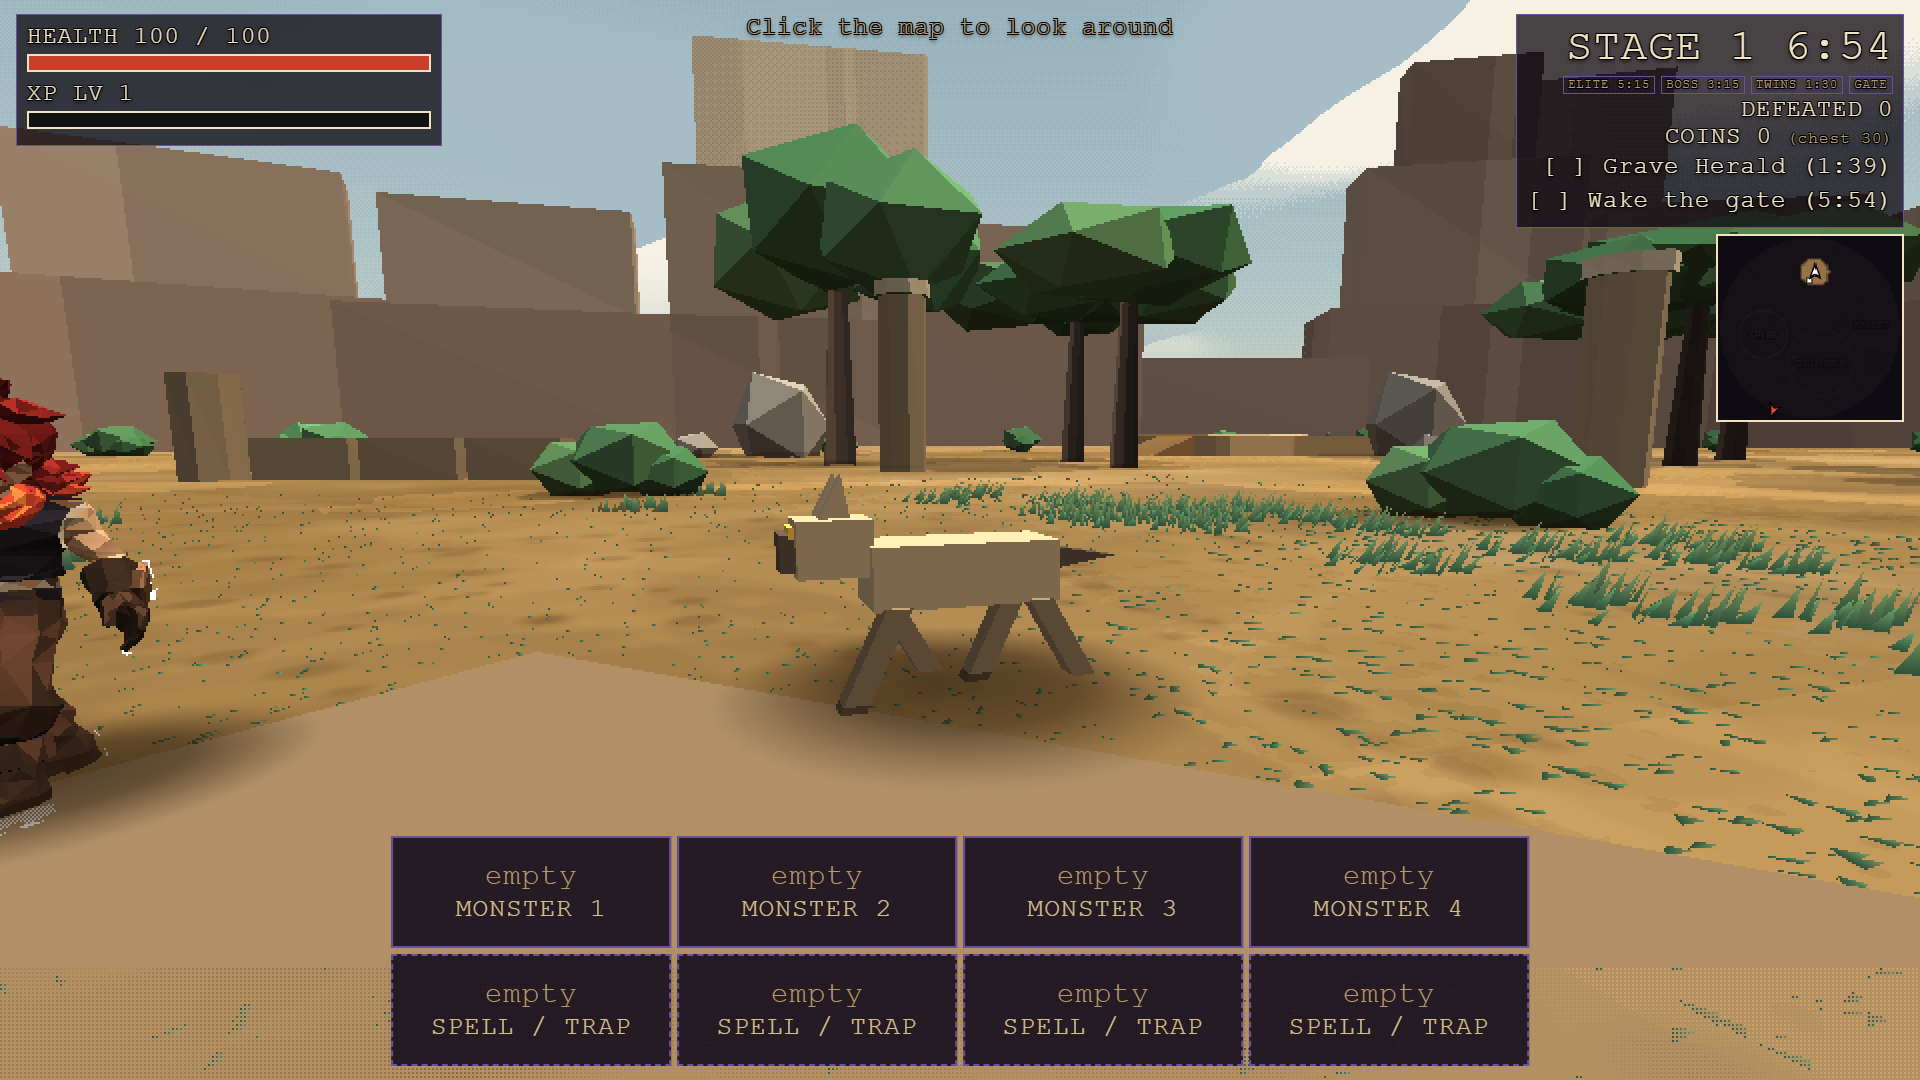 HEALTH 100 / 100
XP LV 1
Click the map to look around
STAGE 1 6:54
ELITE 5:15 BOSS 3:15 TWINS 1:30 GATE
DEFEATED 0
COINS 0 (chest 30)
[ ] Grave Herald (1:39)
[ ] Wake the gate (5:54)
empty
MONSTER 1
empty
MONSTER 2
empty
MONSTER 3
empty
MONSTER 4
empty
SPELL / TRAP
empty
SPELL / TRAP
empty
SPELL / TRAP
empty
SPELL / TRAP